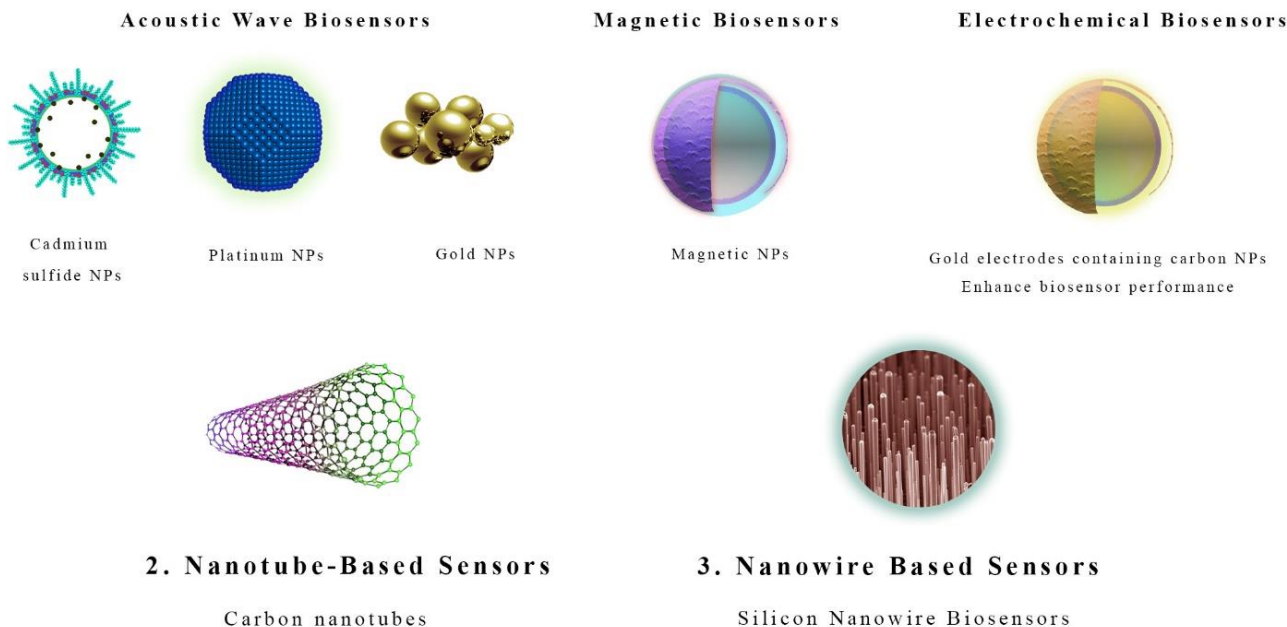 Acoustic Wave Biosensors
Magnetic Biosensors
Electrochemical Biosensors
Cadmium
sulfide NPs
Platinum NPs
Gold NPs
Magnetic NPs
Gold electrodes containing carbon NPs
Enhance biosensor performance
2. Nanotube-Based Sensors
Carbon nanotubes
3. Nanowire Based Sensors
Silicon Nanowire Biosensors